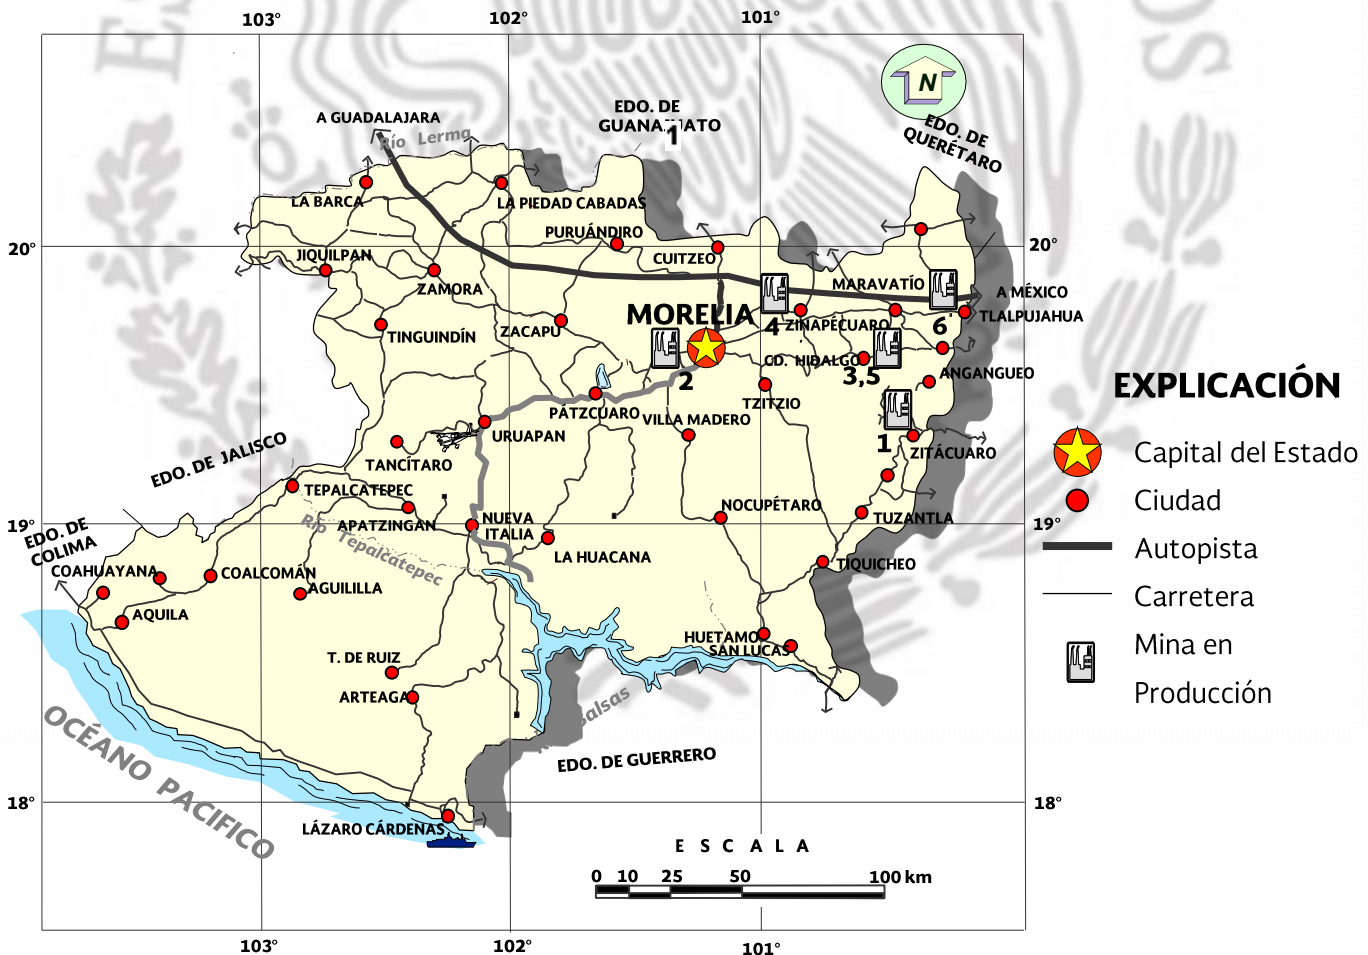 103°
102°
101°
N
EDO. DE
QUERÉTARO
EDO. DE
1
A GUADALAJARA
Río Lerma
LA BARCA
LA PIEDAD CABADAS
PURUÁNDIRO
20°
20°
CUITZEO
JIQUILPAN
ZAMORA
MARAVATÍO
A MÉXICO
TLALPUJAHUA
MORELIA
4
ZINAPÉCUARO
6
TINGUINDÍN
ZACAPU
CD. HIDALGO
3,5
2
ANGANGUEO
TZITZIO
PÁTZCUARO
VILLA MADERO
1
ZITÁCUARO
URUAPAN
TANCÍTARO
EDO. DE JALISCO
TEPALCATEPEC
APATZINGAN
NUEVA
ITALIA
NOCUPÉTARO
TUZANTLA
19°
19°
Río Tepalcatepec
LA HUACANA
EDO. DE
COLIMA
COAHUAYANA
COALCOMÁN
AGUILILLA
TIQUICHEO
AQUILA
HUETAMO
SAN LUCAS
T. DE RUIZ
ARTEAGA
Balsas
OCÉANO PACIFICO
EDO. DE GUERRERO
18°
18°
LÁZARO CÁRDENAS
ESCALA
0 10 25 50 100 km
103°
102°
101°
EXPLICACIÓN
Capital del Estado
Ciudad
Autopista
Carretera
Mina en
Producción